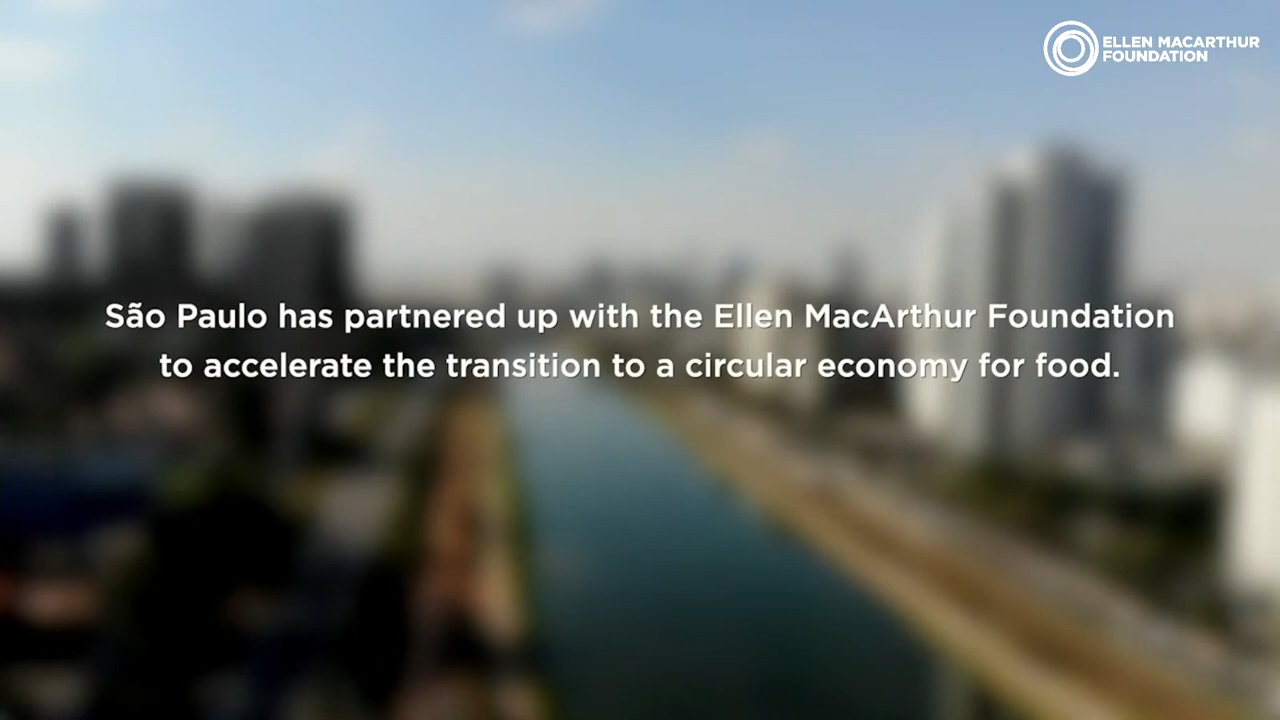 ELLEN MACARTHUR
FOUNDATION
São Paulo has partnered up with the Ellen MacArthur Foundation
to accelerate the transition to a circular economy for food.